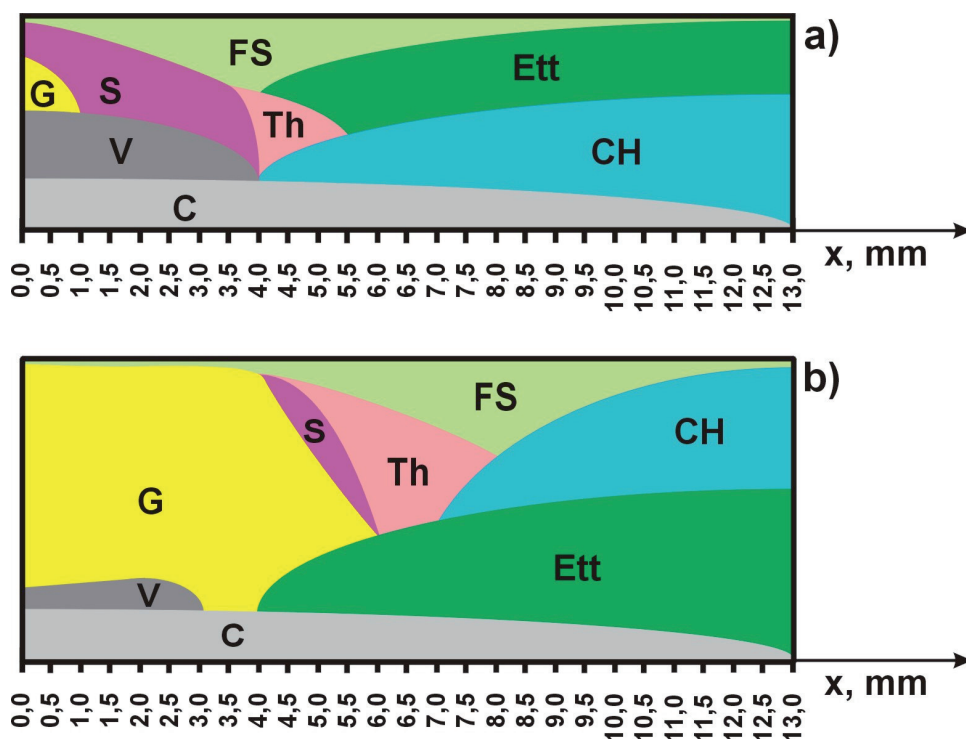 a)
FS
Ett
G
S
Th
V
CH
C
x, mm
0,0 0,5 1,0 1,5 2,0 2,5 3,0 3,5 4,0 4,5 5,0 5,5 6,0 6,5 7,0 7,5 8,0 8,5 9,0 9,5 10,0 10,5 11,0 11,5 12,0 12,5 13,0
b)
FS
CH
S
Th
G
Ett
V
C
x, mm
0,0 0,5 1,0 1,5 2,0 2,5 3,0 3,5 4,0 4,5 5,0 5,5 6,0 6,5 7,0 7,5 8,0 8,5 9,0 9,5 10,0 10,5 11,0 11,5 12,0 12,5 13,0